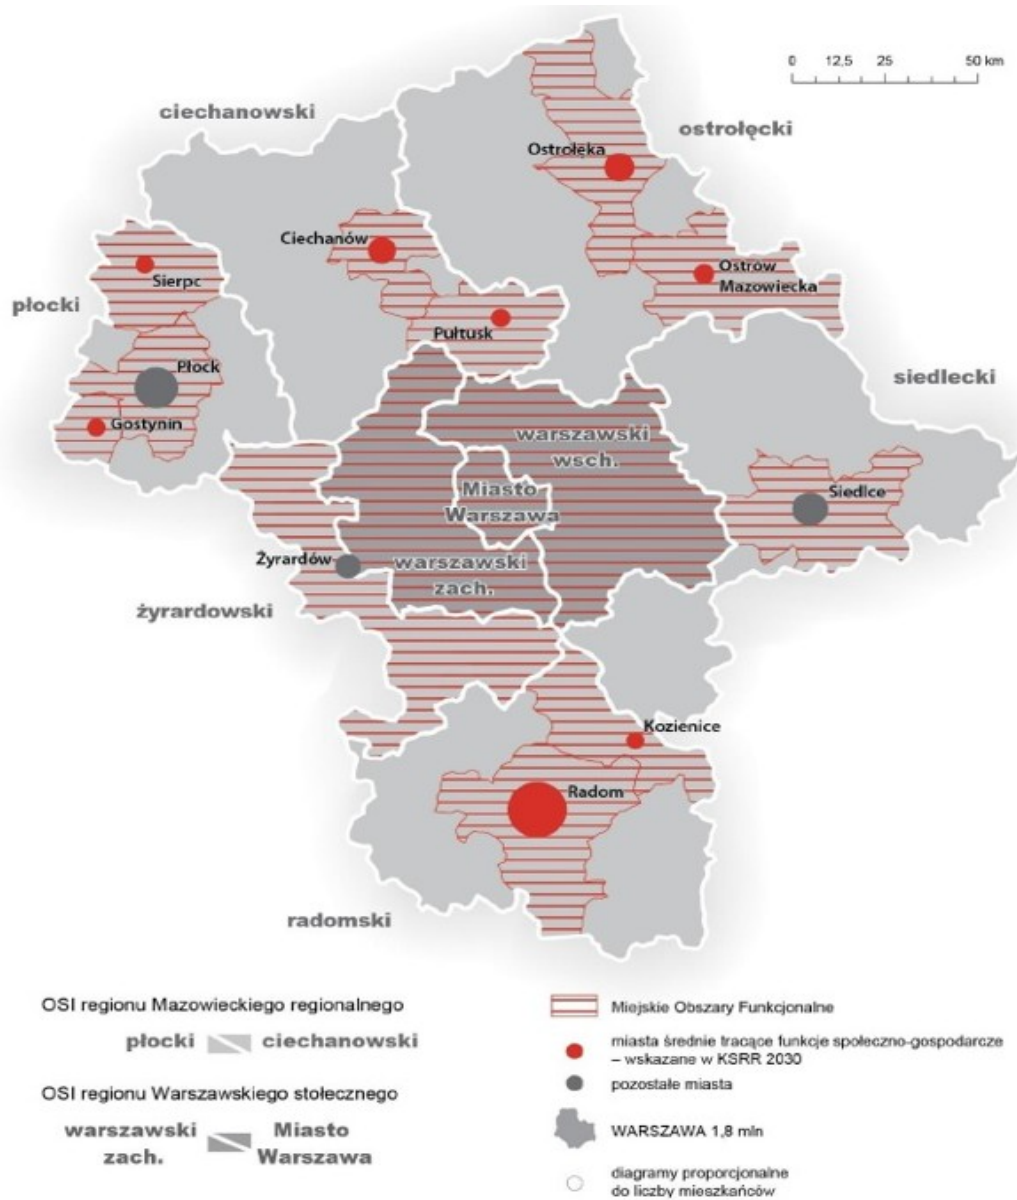 0 12,5 25 50 km
ciechanowski
ostrołęcki
Ostrołęka
Ciechanów
Ostrów
Mazowiecka
Sierpc
płocki
Pułtusk
Płock
siedlecki
Gostynin
warszawski
wsch.
Miasto
Warszawa
Siedlce
Żyrardów
warszawski
zach.
żyrardowski
Kozienice
Radom
radomski
OSI regionu Mazowieckiego regionalnego
płocki ciechanowski
OSI regionu Warszawskiego stołecznego
warszawski
zach.
Miasto
Warszawa
Miejskie Obszary Funkcjonalne
miasta średnie tracące funkcje społeczno-gospodarcze
– wskazane w KSRR 2030
pozostałe miasta
WARSZAWA 1,8 mln
diagramy proporcjonalne
do liczby mieszkańców